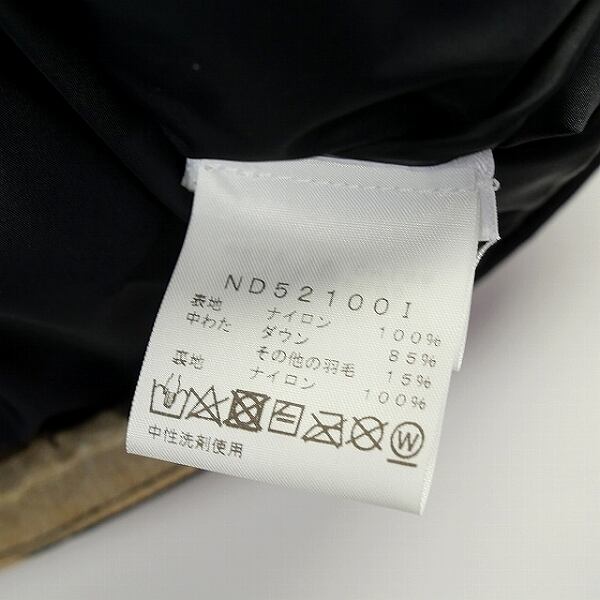 ND52100I
表地 ナイロン 100%
中わた ダウン 85%
その他の羽毛 15%
裏地 ナイロン 100%
W
中性洗剤使用